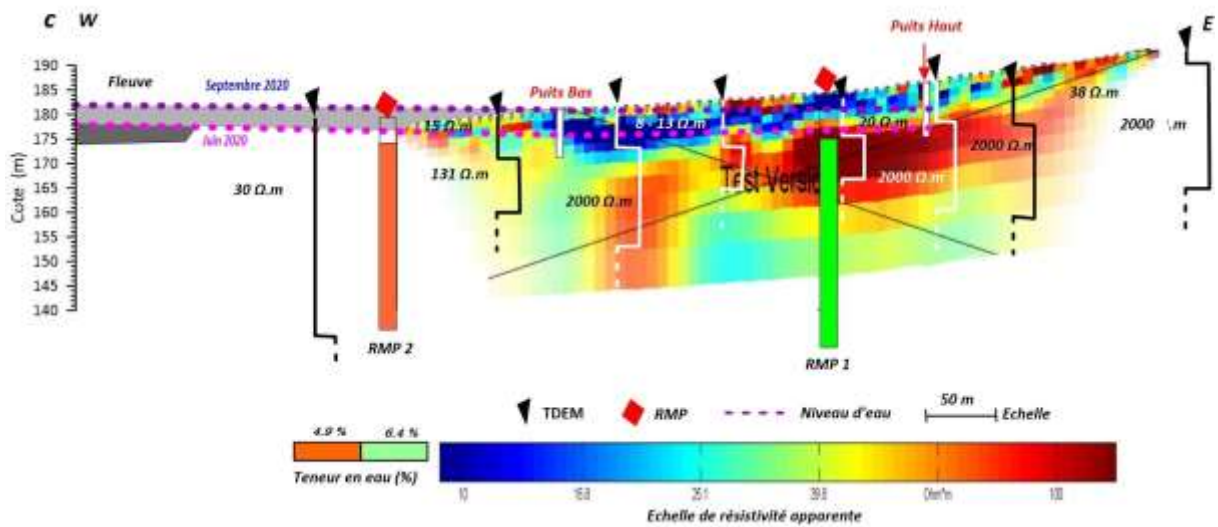 C W
E
Puits Haut
Fleuve
Septembre 2020
Puits Bas
Juin 2020
Cote (m)
190
185
180
175
170
165
160
155
150
145
140
15 Ω.m
8 - 13 Ω.m
20 Ω.m
38 Ω.m
30 Ω.m
131 Ω.m
2000 Ω.m
2000 Ω.m
2000 Ω.m
2000
Test Versio
RMP 2
RMP 1
TDEM
RMP
Niveau d'eau
50 m
Echelle
4.9 %
6.4 %
Teneur en eau (%)
10
25.1
39.8
Ohm*m
100
Echelle de résistivité apparente